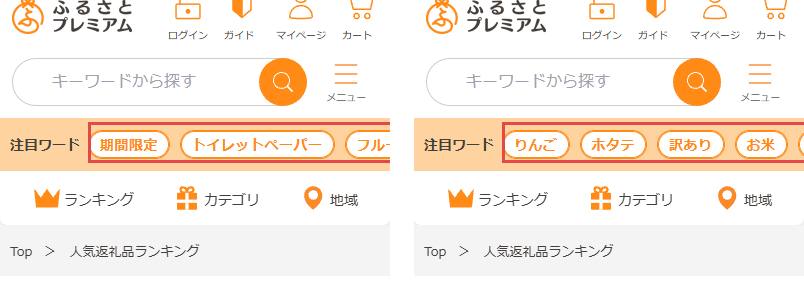 ふるさと
プレミアム
ログイン ガイド マイページ カート
キーワードから探す
メニュー
注目ワード 期間限定 トイレットペーパー フルー
ランキング カテゴリ 地域
Top > 人気返礼品ランキング
ふるさと
プレミアム
ログイン ガイド マイページ カート
キーワードから探す
メニュー
注目ワード りんご ホタテ 訳あり お米
ランキング カテゴリ 地域
Top > 人気返礼品ランキング